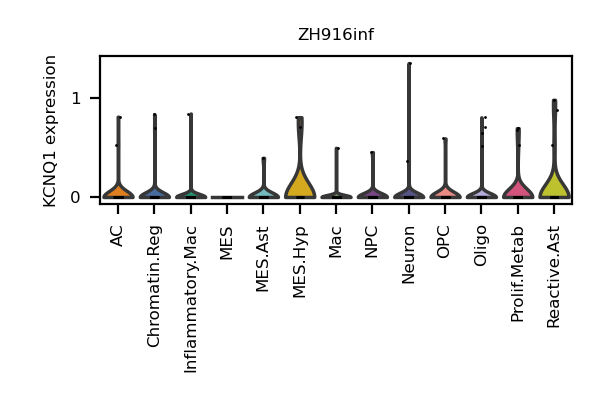 ZH916inf
KCNQ1 expression
1
0
AC
Chromatin.Reg
Inflammatory.Mac
MES
MES.Ast
MES.Hyp
Mac
NPC
Neuron
OPC
Oligo
Prolif.Metab
Reactive.Ast